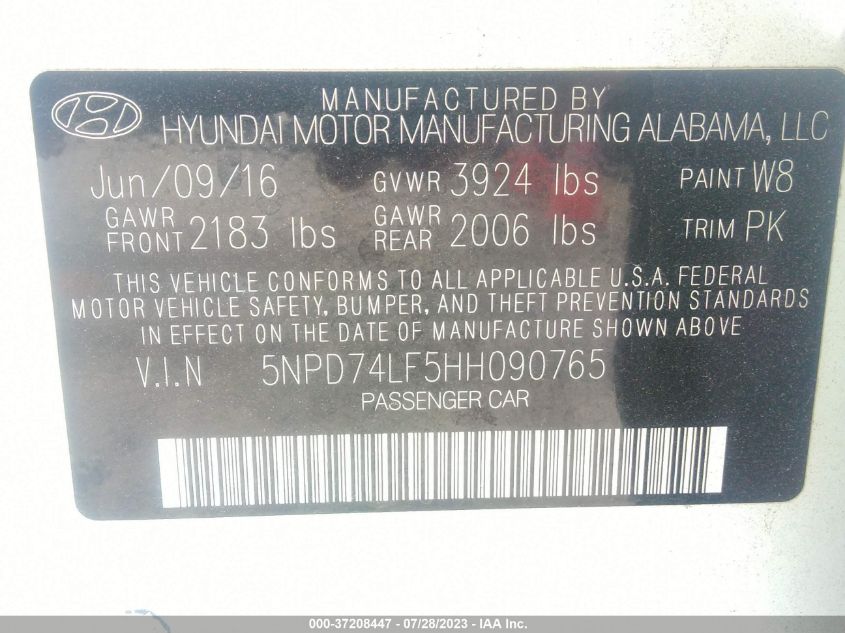 MANUFACTURED BY
HYUNDAI MOTOR MANUFACTURING ALABAMA, LLC
Jun/09/16 GVWR 3924 lbs PAINT W8
GAWR FRONT 2183 lbs GAWR REAR 2006 lbs TRIM PK
THIS VEHICLE CONFORMS TO ALL APPLICABLE U.S.A. FEDERAL
MOTOR VEHICLE SAFETY, BUMPER, AND THEFT PREVENTION STANDARDS
IN EFFECT ON THE DATE OF MANUFACTURE SHOWN ABOVE
V.I.N 5NPD74LF5HH090765
PASSENGER CAR
000-37208447 - 07/28/2023 - IAA Inc.